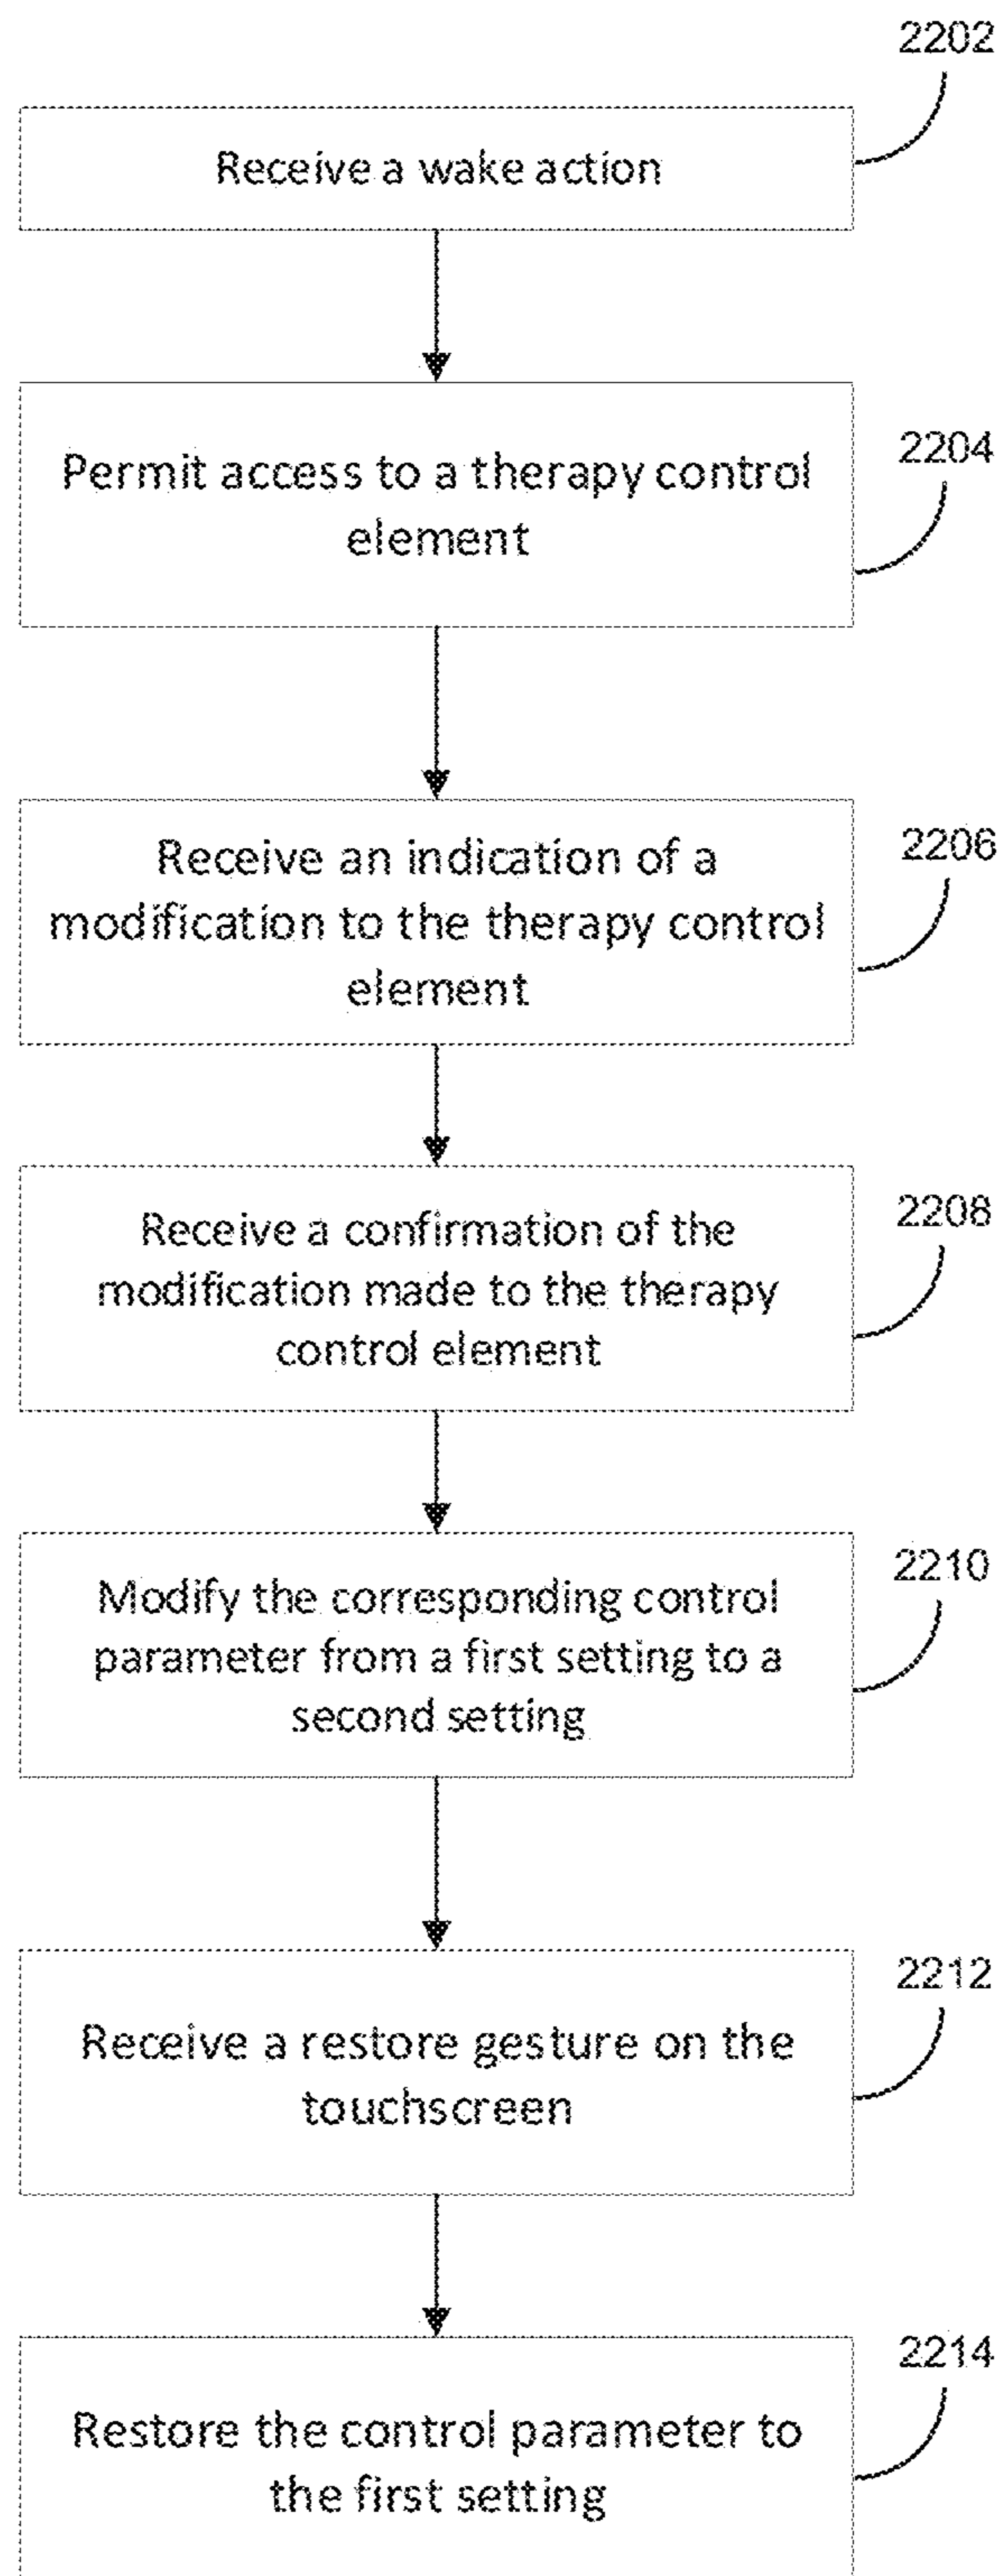 2202
Receive a wake action
2204
Permit access to a therapy control
element
2206
Receive an indication of a
modification to the therapy control
element
2208
Receive a confirmation of the
modification made to the therapy
control element
2210
Modify the corresponding control
parameter from a first setting to a
second setting
2212
Receive a restore gesture on the
touchscreen
2214
Restore the control parameter to
the first setting